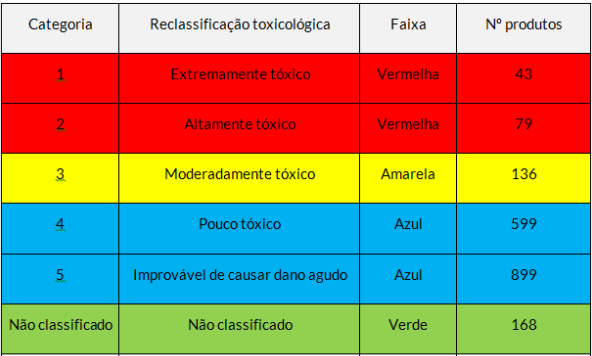 Categoria Reclassificação toxicológica Faixa Nº produtos
1 Extremamente tóxico Vermelha 43
2 Altamente tóxico Vermelha 79
3 Moderadamente tóxico Amarela 136
4 Pouco tóxico Azul 599
5 Improvável de causar dano agudo Azul 899
Não classificado Não classificado Verde 168